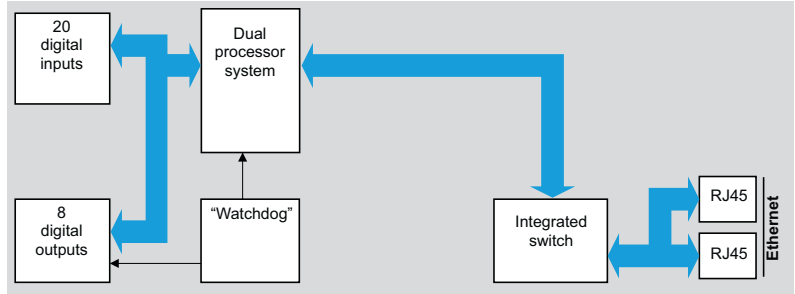 20
digital
inputs
Dual
processor
system
8
digital
outputs
“Watchdog”
Integrated
switch
RJ45
RJ45
Ethernet